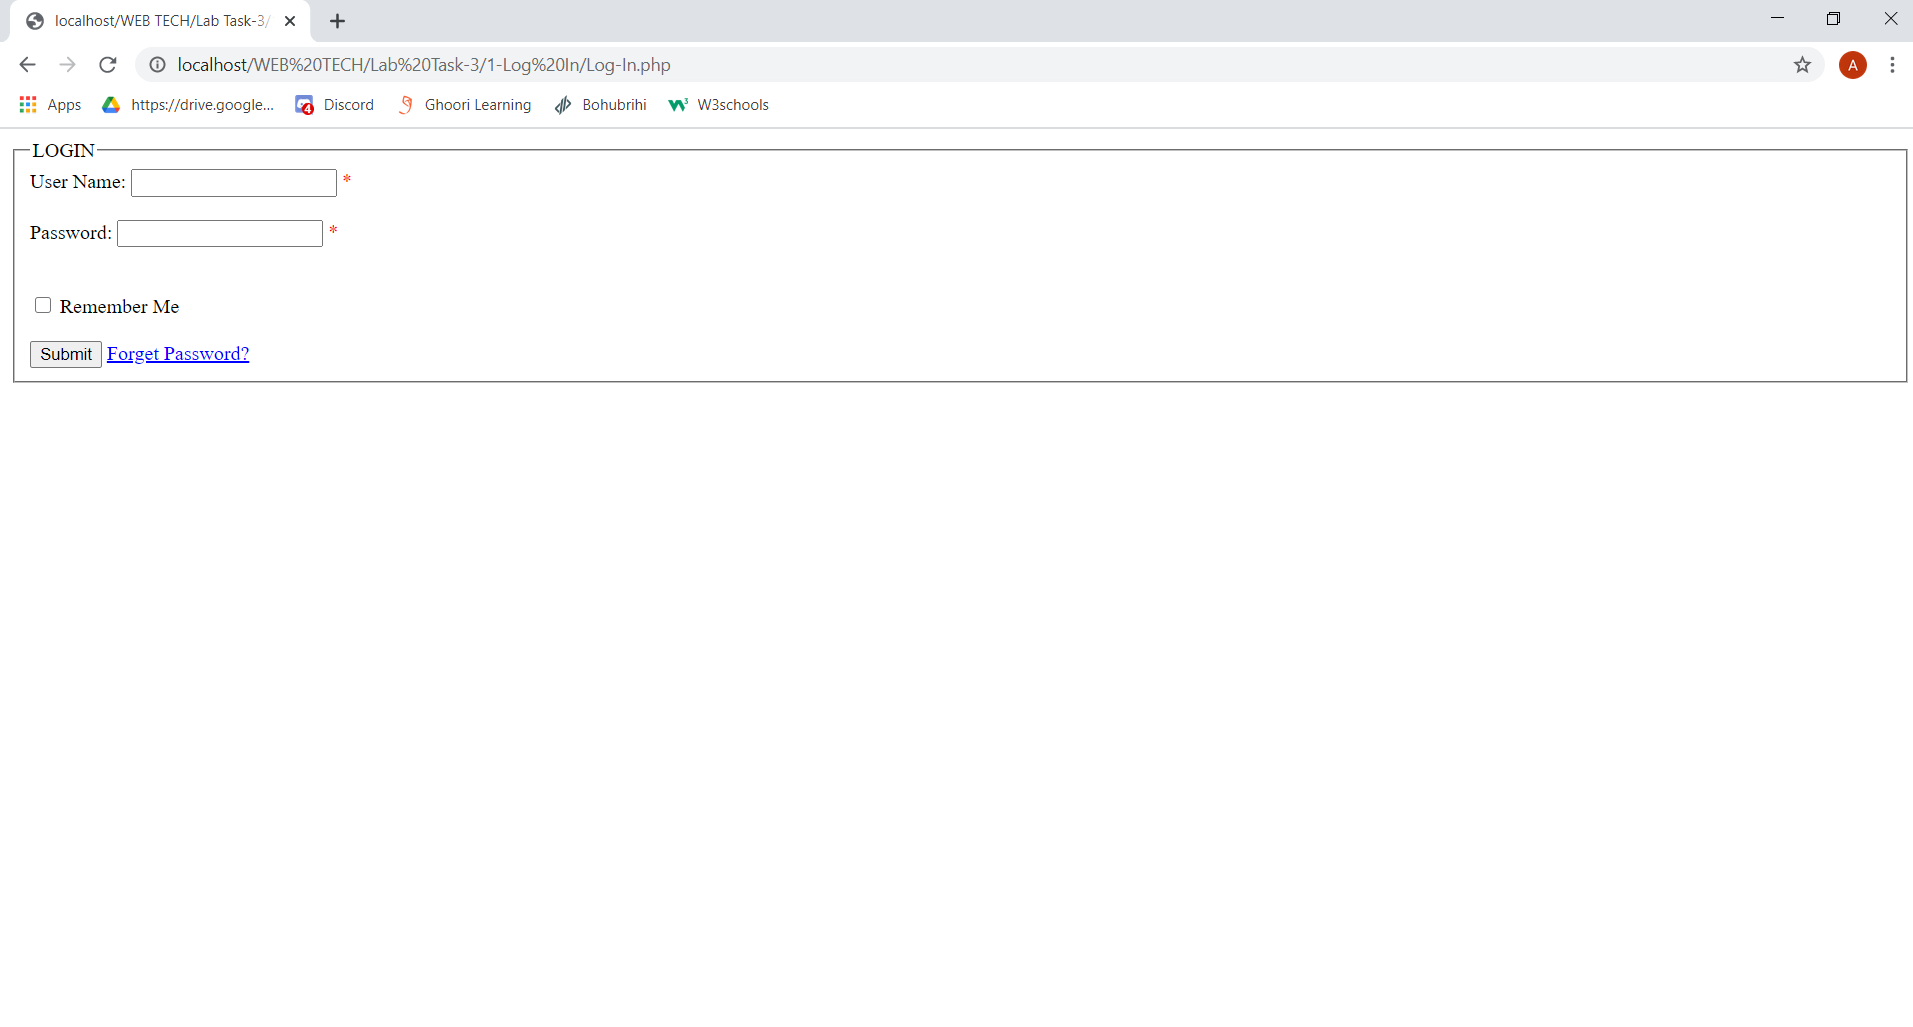 localhost/WEB TECH/Lab Task-3/
localhost/WEB%20TECH/Lab%20Task-3/1-Log%20In/Log-In.php
A
Apps https://drive.google... 4 Discord Ghoori Learning Bohubrihi W3schools
LOGIN
User Name: *
Password: *
Remember Me
Submit Forget Password?